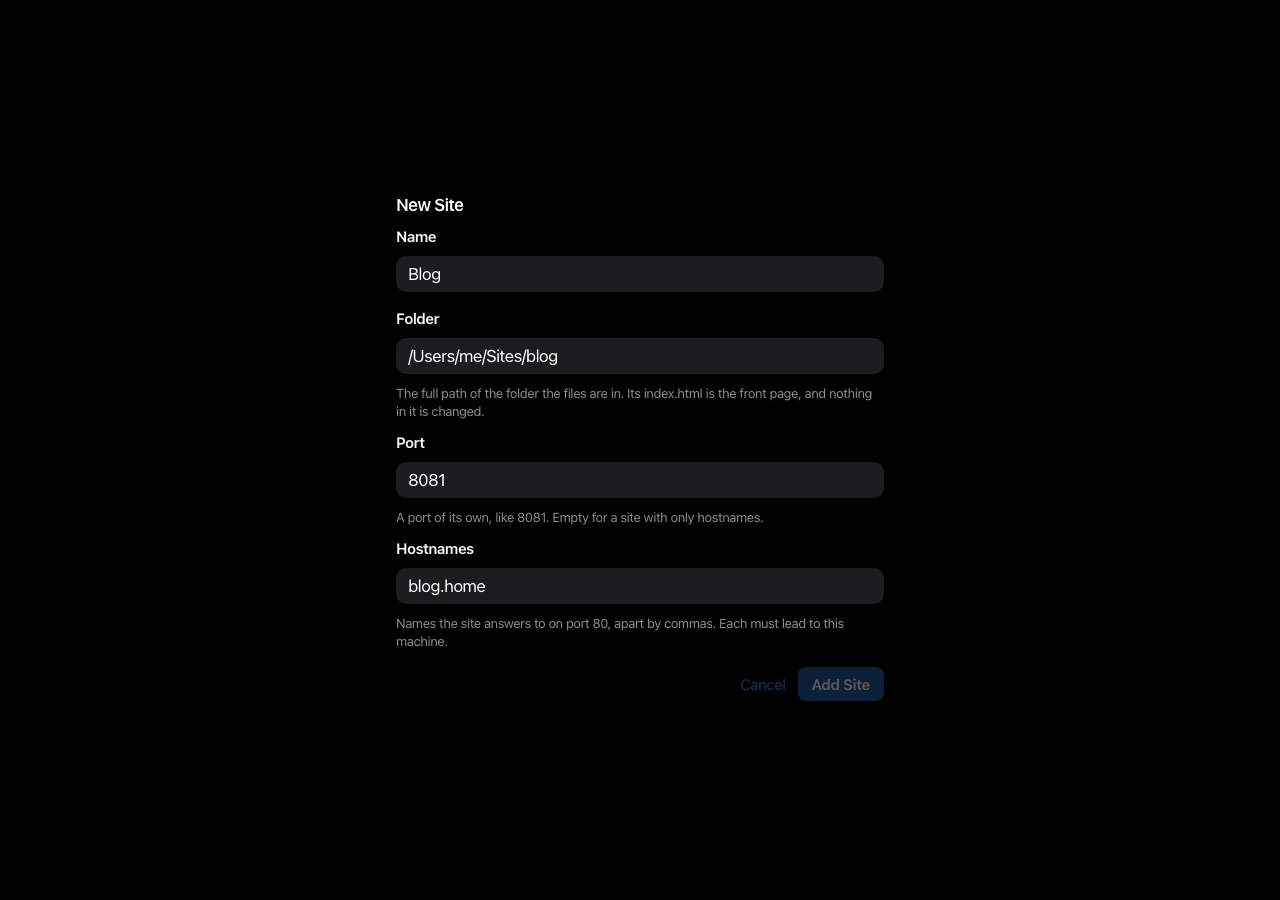 New Site
Name
Blog
Folder
/Users/me/Sites/blog
The full path of the folder the files are in. Its index.html is the front page, and nothing
in it is changed.
Port
8081
A port of its own, like 8081. Empty for a site with only hostnames.
Hostnames
blog.home
Names the site answers to on port 80, apart by commas. Each must lead to this
machine.
Cancel Add Site